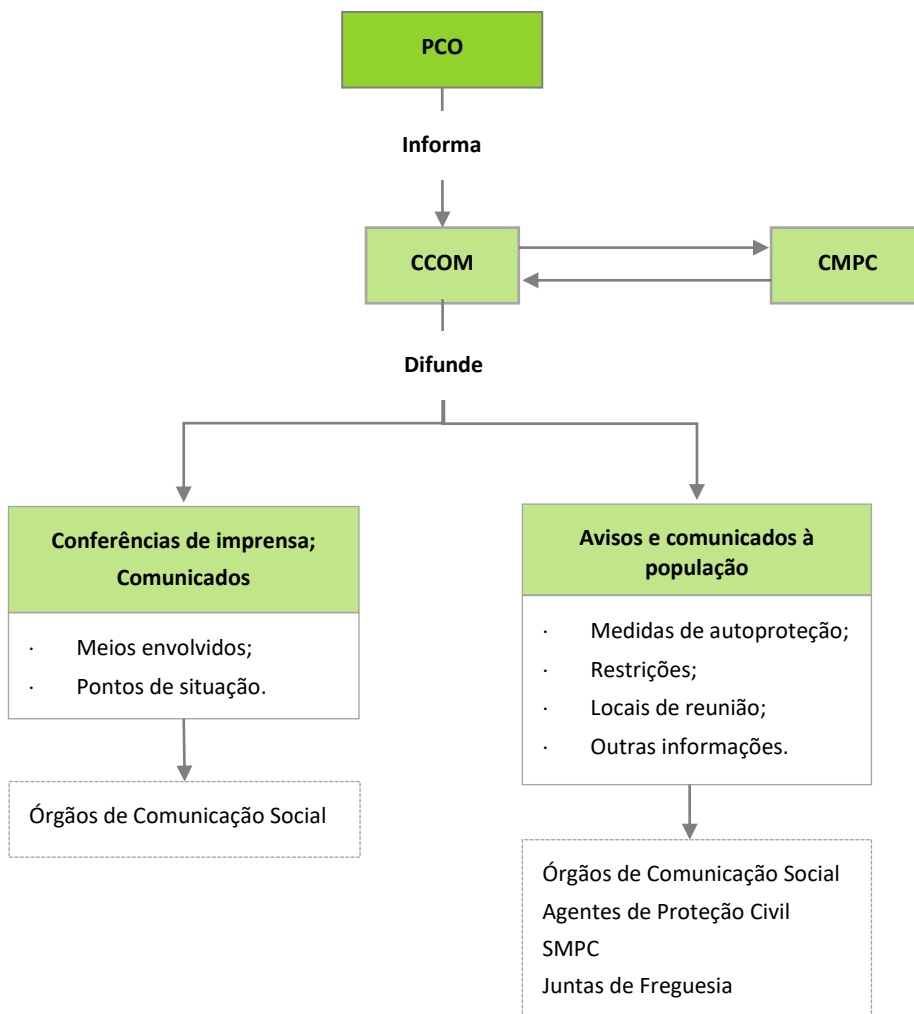 PCO
Informa
CCOM
CMPC
Difunde
Conferências de imprensa;
Comunicados
· Meios envolvidos;
· Pontos de situação.
Órgãos de Comunicação Social
Avisos e comunicados à
população
· Medidas de autoproteção;
· Restrições;
· Locais de reunião;
· Outras informações.
Órgãos de Comunicação Social
Agentes de Proteção Civil
SMPC
Juntas de Freguesia